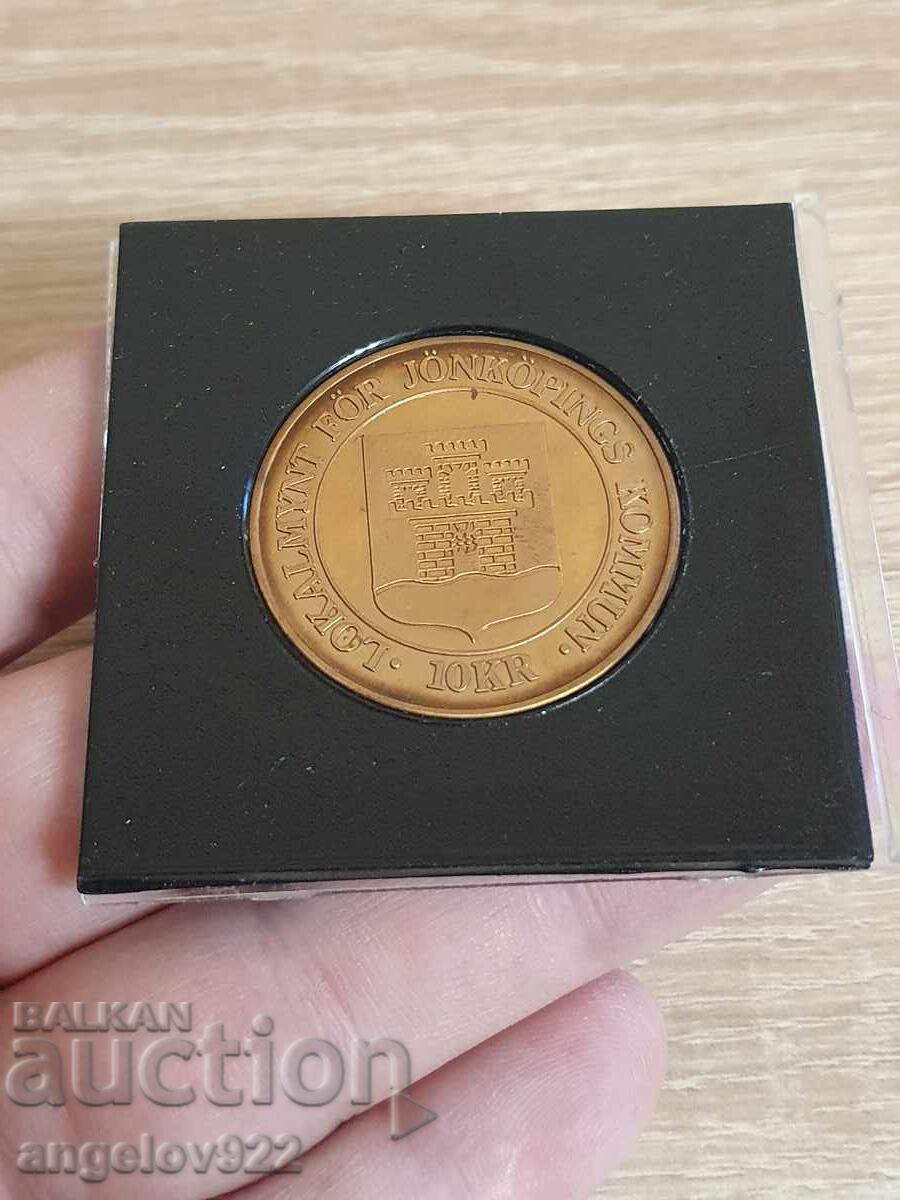 · LOKALMYNT FÖR JÖNKÖPINGS KOMMUN ·
10KR
BALKAN
auction
angelov922